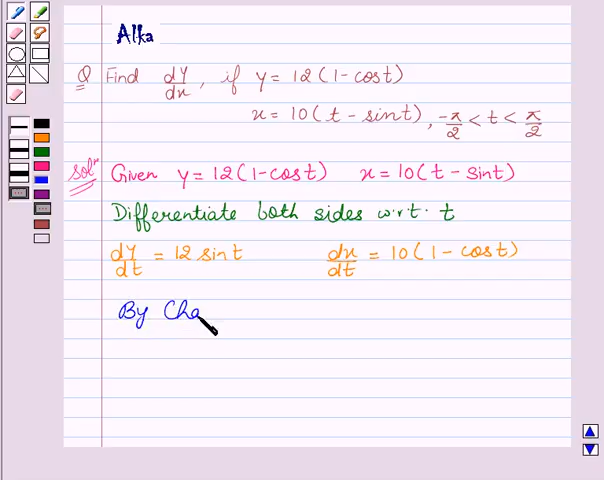 Alka
Q Find dy/dx, if y = 12(1-cost)
x = 10(t - sint), -π/2 < t < π/2
Solⁿ Given y = 12(1-cost) x = 10(t - sint)
Differentiate both sides w.r.t. t
dy/dt = 12 sint dx/dt = 10(1 - cost)
By Cha